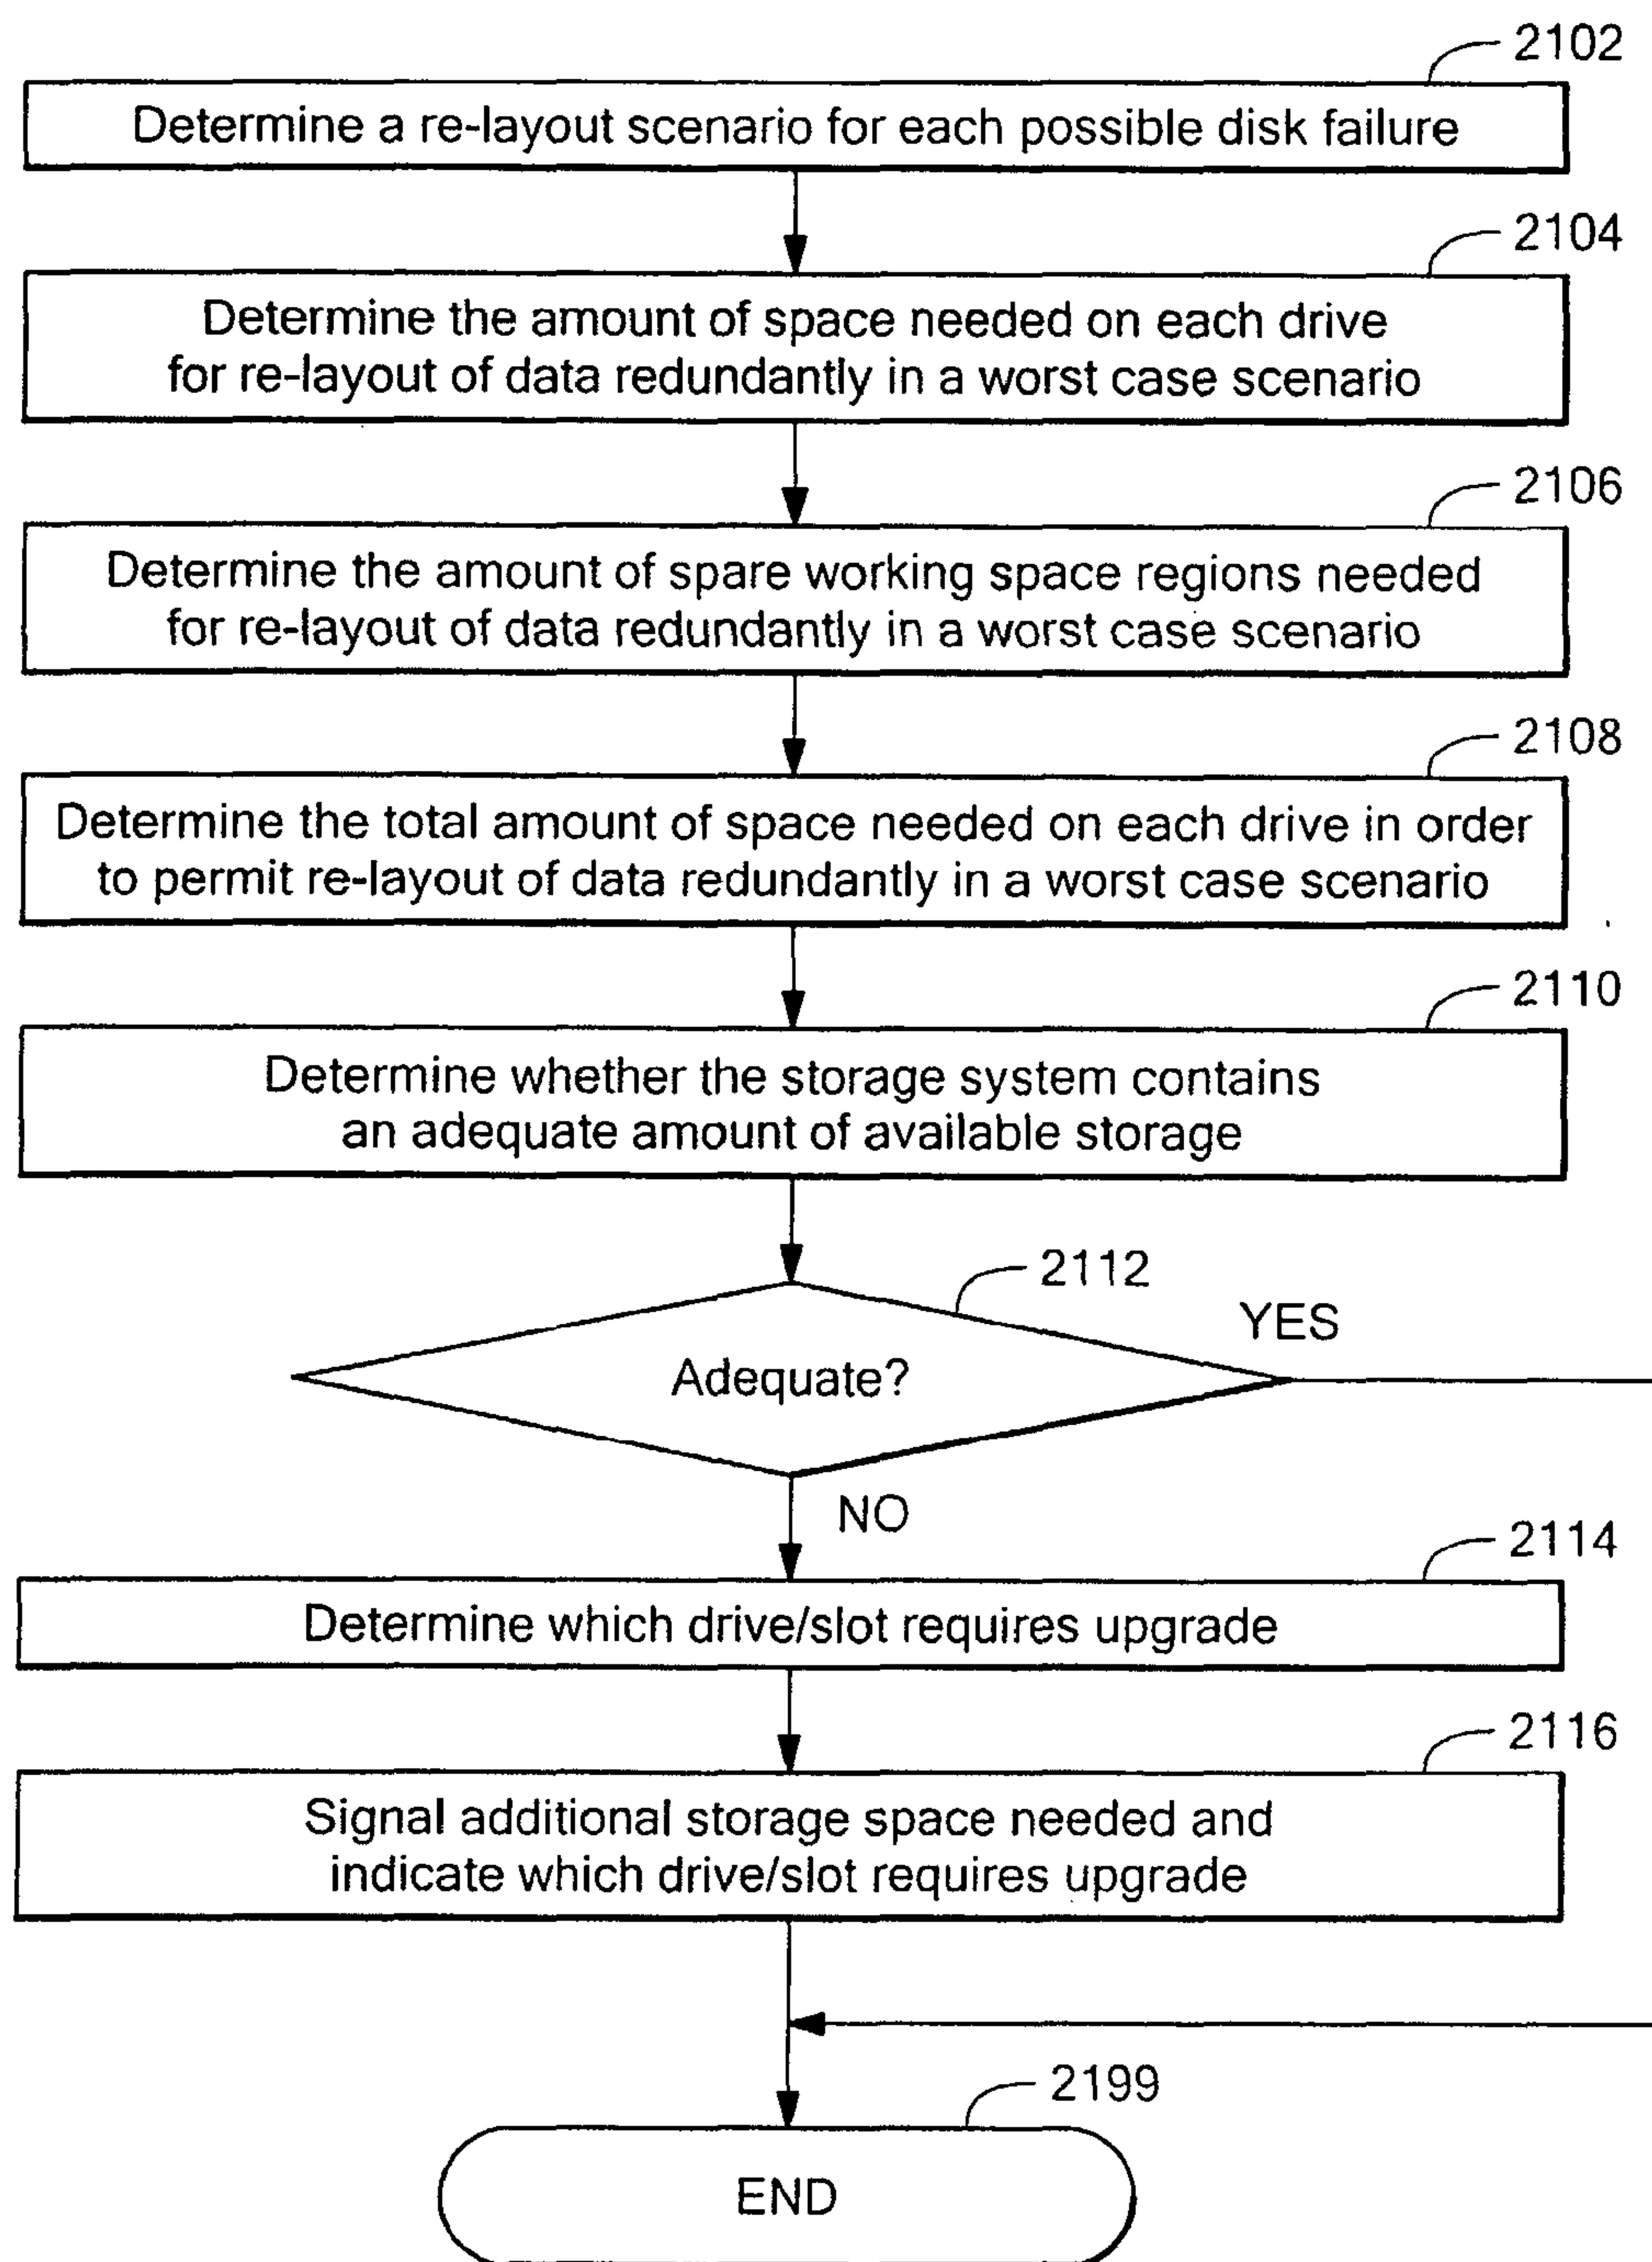 2102
Determine a re-layout scenario for each possible disk failure
2104
Determine the amount of space needed on each drive
for re-layout of data redundantly in a worst case scenario
2106
Determine the amount of spare working space regions needed
for re-layout of data redundantly in a worst case scenario
2108
Determine the total amount of space needed on each drive in order
to permit re-layout of data redundantly in a worst case scenario
2110
Determine whether the storage system contains
an adequate amount of available storage
2112
YES
Adequate?
NO
2114
Determine which drive/slot requires upgrade
2116
Signal additional storage space needed and
indicate which drive/slot requires upgrade
2199
END